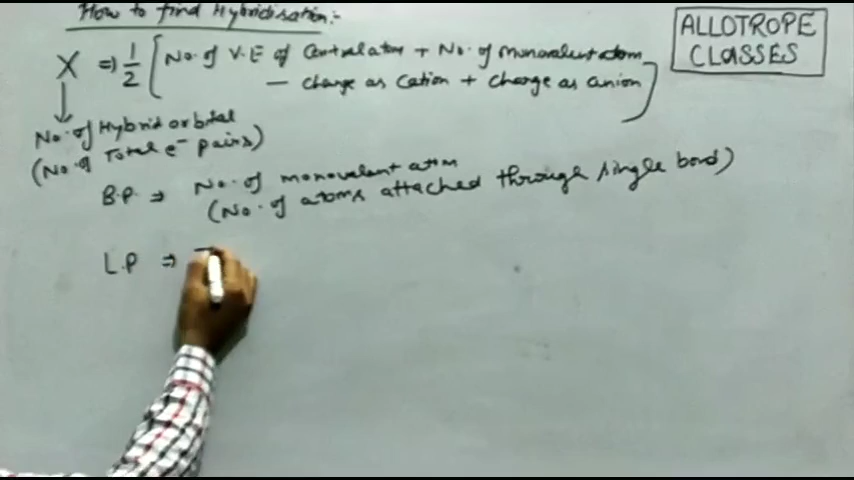 How to find Hybridisation:-
ALLOTROPE
CLASSES
X ⇒ 1/2 [No. of V.E of Central atom + No. of monovalent atom
— charge as cation + charge as anion]
No. of Hybrid orbital
(No. of Total e⁻ pairs)
B.P. ⇒ No. of monovalent atom
(No. of atoms attached through single bond)
L.P ⇒